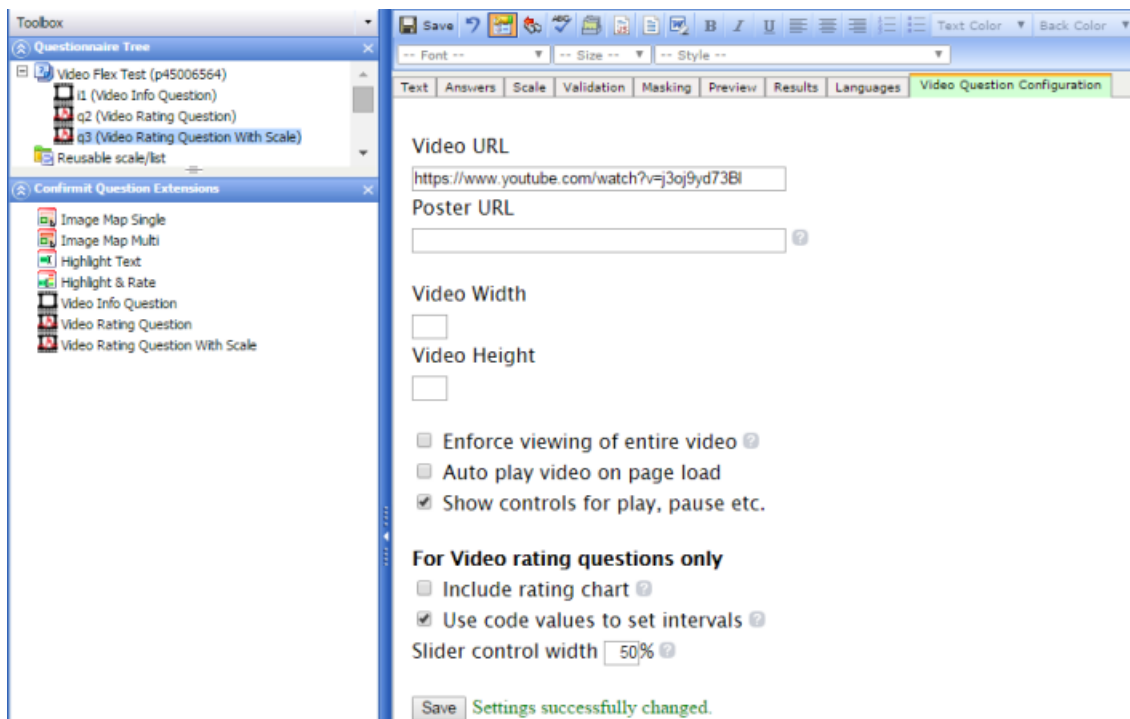 Toolbox
Questionnaire Tree
Video Flex Test (p45006564)
i1 (Video Info Question)
q2 (Video Rating Question)
q3 (Video Rating Question With Scale)
Reusable scale/list
Confirmit Question Extensions
Image Map Single
Image Map Multi
Highlight Text
Highlight & Rate
Video Info Question
Video Rating Question
Video Rating Question With Scale
Save B I U Text Color Back Color
-- Font -- -- Size -- -- Style --
Text Answers Scale Validation Masking Preview Results Languages Video Question Configuration
Video URL
https://www.youtube.com/watch?v=j3oj9yd73BI
Poster URL
?
Video Width
Video Height
Enforce viewing of entire video ?
Auto play video on page load
Show controls for play, pause etc.
For Video rating questions only
Include rating chart ?
Use code values to set intervals ?
Slider control width 50% ?
Save Settings successfully changed.